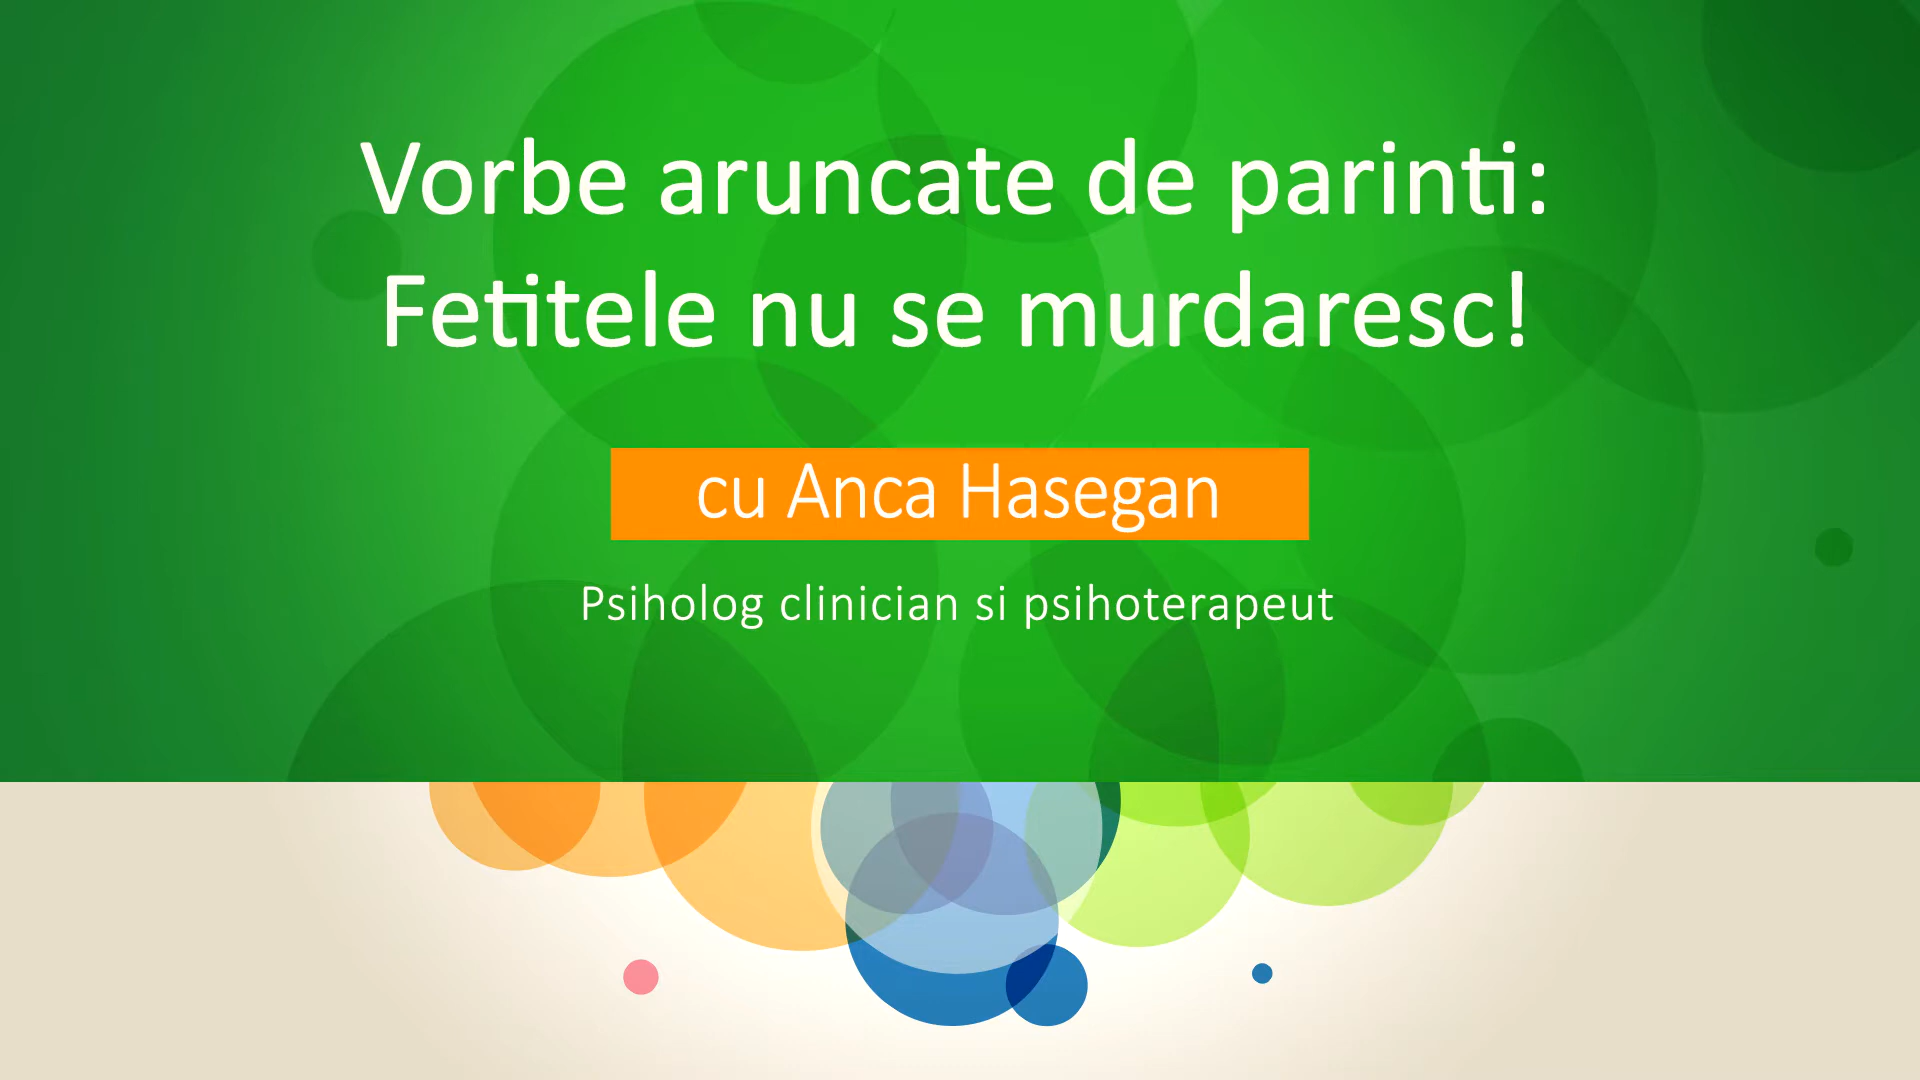 Vorbe aruncate de parinti:
Fetitele nu se murdaresc!
cu Anca Hasegan
Psiholog clinician si psihoterapeut